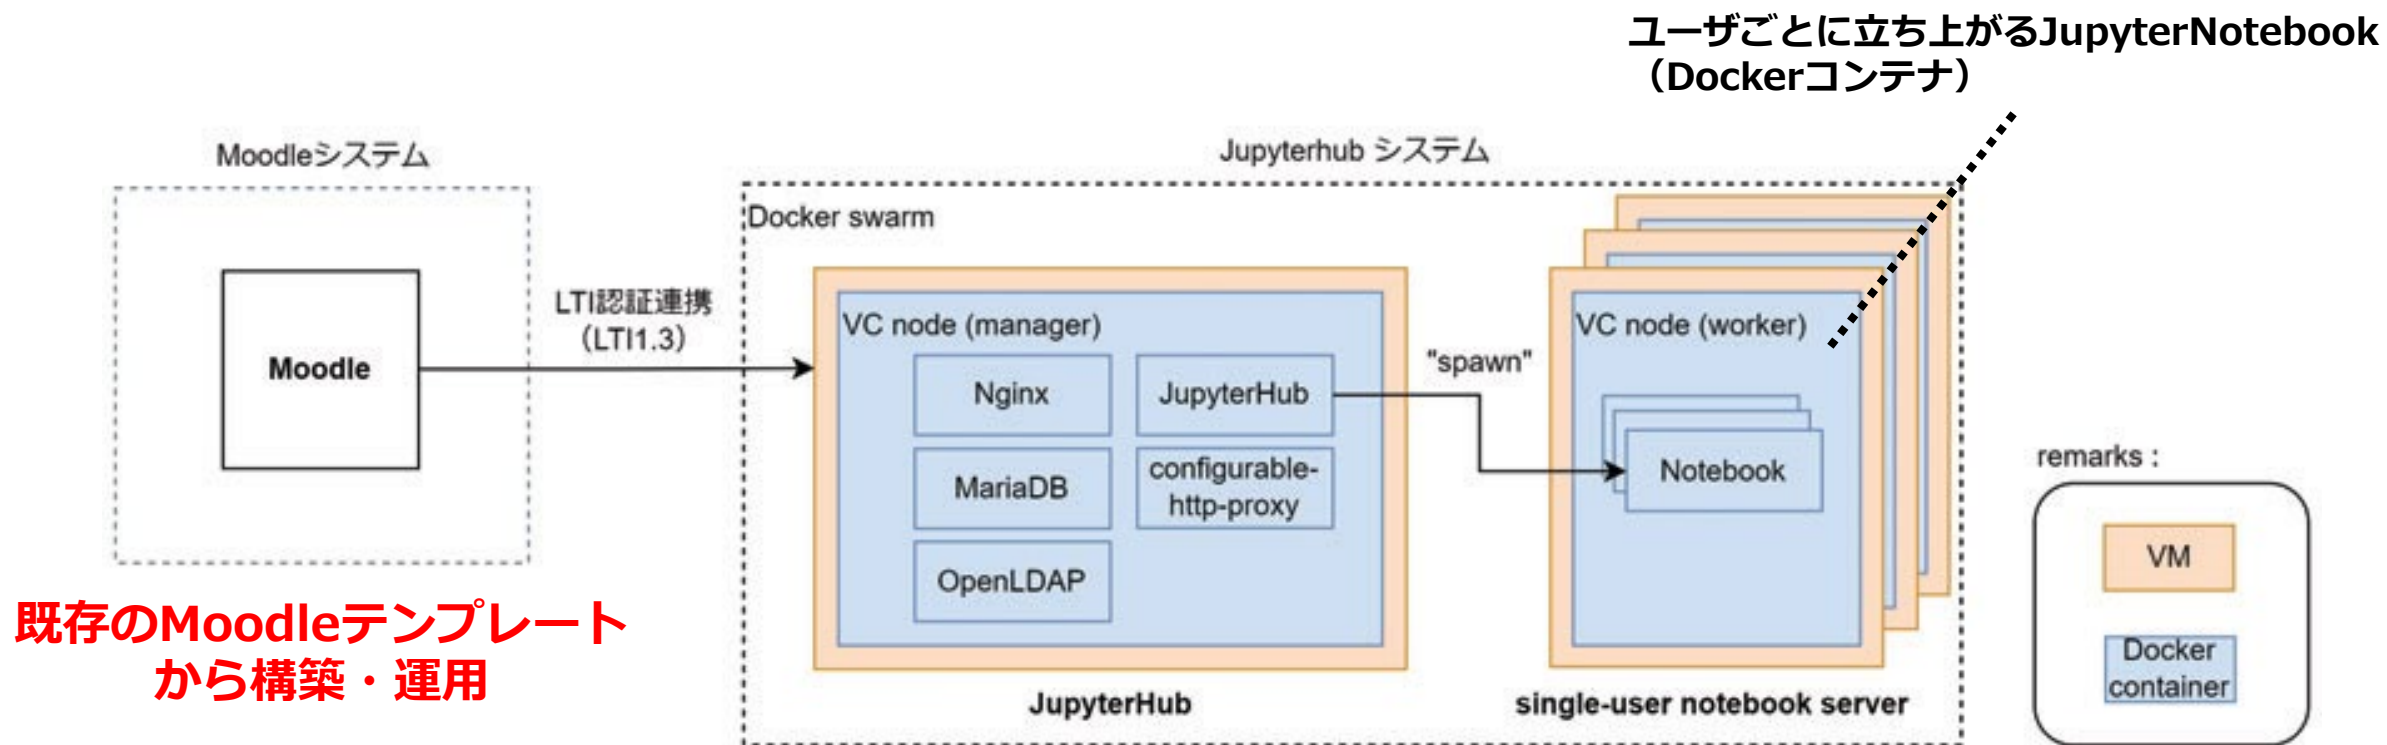 ユーザごとに立ち上がるJupyterNotebook
（Dockerコンテナ）
Moodleシステム
Jupyterhub システム
Docker swarm
Moodle
LTI認証連携
（LTI1.3）
VC node (manager)
Nginx
JupyterHub
MariaDB
configurable-
http-proxy
OpenLDAP
JupyterHub
"spawn"
VC node (worker)
Notebook
single-user notebook server
既存のMoodleテンプレート
から構築・運用
remarks :
VM
Docker
container